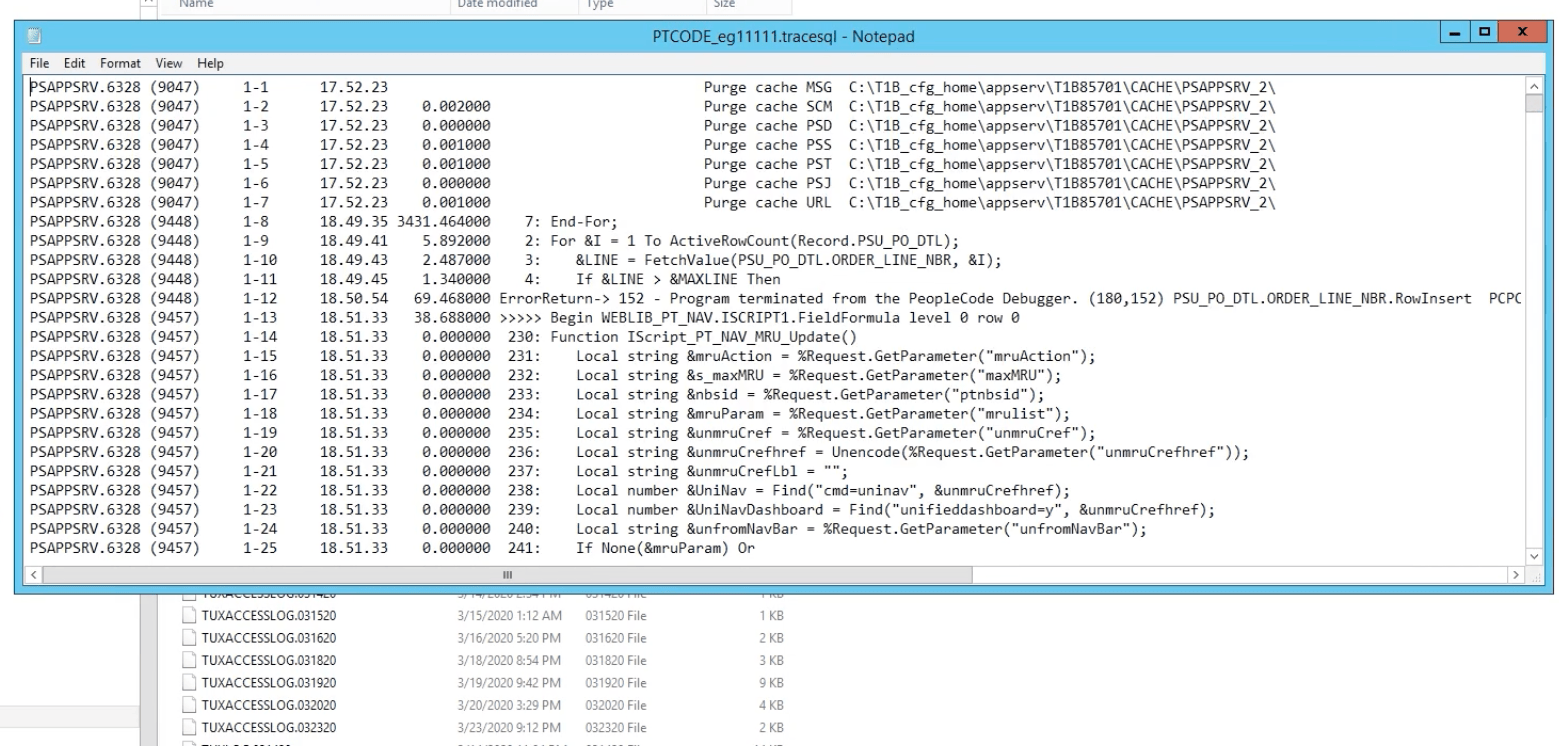 Name Date modified Type Size
PTCODE_eg11111.tracesql - Notepad
File Edit Format View Help
PSAPPSRV.6328 (9047) 1-1 17.52.23 Purge cache MSG C:\T1B_cfg_home\appserv\T1B85701\CACHE\PSAPPSRV_2\
PSAPPSRV.6328 (9047) 1-2 17.52.23 0.002000 Purge cache SCM C:\T1B_cfg_home\appserv\T1B85701\CACHE\PSAPPSRV_2\
PSAPPSRV.6328 (9047) 1-3 17.52.23 0.000000 Purge cache PSD C:\T1B_cfg_home\appserv\T1B85701\CACHE\PSAPPSRV_2\
PSAPPSRV.6328 (9047) 1-4 17.52.23 0.001000 Purge cache PSS C:\T1B_cfg_home\appserv\T1B85701\CACHE\PSAPPSRV_2\
PSAPPSRV.6328 (9047) 1-5 17.52.23 0.001000 Purge cache PST C:\T1B_cfg_home\appserv\T1B85701\CACHE\PSAPPSRV_2\
PSAPPSRV.6328 (9047) 1-6 17.52.23 0.000000 Purge cache PSJ C:\T1B_cfg_home\appserv\T1B85701\CACHE\PSAPPSRV_2\
PSAPPSRV.6328 (9047) 1-7 17.52.23 0.001000 Purge cache URL C:\T1B_cfg_home\appserv\T1B85701\CACHE\PSAPPSRV_2\
PSAPPSRV.6328 (9448) 1-8 18.49.35 3431.464000 7: End-For;
PSAPPSRV.6328 (9448) 1-9 18.49.41 5.892000 2: For &I = 1 To ActiveRowCount(Record.PSU_PO_DTL);
PSAPPSRV.6328 (9448) 1-10 18.49.43 2.487000 3: &LINE = FetchValue(PSU_PO_DTL.ORDER_LINE_NBR, &I);
PSAPPSRV.6328 (9448) 1-11 18.49.45 1.340000 4: If &LINE > &MAXLINE Then
PSAPPSRV.6328 (9448) 1-12 18.50.54 69.468000 ErrorReturn-> 152 - Program terminated from the PeopleCode Debugger. (180,152) PSU_PO_DTL.ORDER_LINE_NBR.RowInsert PCPC
PSAPPSRV.6328 (9457) 1-13 18.51.33 38.688000 >>>>> Begin WEBLIB_PT_NAV.ISCRIPT1.FieldFormula level 0 row 0
PSAPPSRV.6328 (9457) 1-14 18.51.33 0.000000 230: Function IScript_PT_NAV_MRU_Update()
PSAPPSRV.6328 (9457) 1-15 18.51.33 0.000000 231: Local string &mruAction = %Request.GetParameter("mruAction");
PSAPPSRV.6328 (9457) 1-16 18.51.33 0.000000 232: Local string &s_maxMRU = %Request.GetParameter("maxMRU");
PSAPPSRV.6328 (9457) 1-17 18.51.33 0.000000 233: Local string &nbsid = %Request.GetParameter("ptnbsid");
PSAPPSRV.6328 (9457) 1-18 18.51.33 0.000000 234: Local string &mruParam = %Request.GetParameter("mrulist");
PSAPPSRV.6328 (9457) 1-19 18.51.33 0.000000 235: Local string &unmruCref = %Request.GetParameter("unmruCref");
PSAPPSRV.6328 (9457) 1-20 18.51.33 0.000000 236: Local string &unmruCrefhref = Unencode(%Request.GetParameter("unmruCrefhref"));
PSAPPSRV.6328 (9457) 1-21 18.51.33 0.000000 237: Local string &unmruCrefLbl = "";
PSAPPSRV.6328 (9457) 1-22 18.51.33 0.000000 238: Local number &UniNav = Find("cmd=uninav", &unmruCrefhref);
PSAPPSRV.6328 (9457) 1-23 18.51.33 0.000000 239: Local number &UniNavDashboard = Find("unifieddashboard=y", &unmruCrefhref);
PSAPPSRV.6328 (9457) 1-24 18.51.33 0.000000 240: Local string &unfromNavBar = %Request.GetParameter("unfromNavBar");
PSAPPSRV.6328 (9457) 1-25 18.51.33 0.000000 241: If None(&mruParam) Or
TUXACCESSLOG.031420 3/14/2020 2:54 PM 031420 File 1 KB
TUXACCESSLOG.031520 3/15/2020 1:12 AM 031520 File 1 KB
TUXACCESSLOG.031620 3/16/2020 5:20 PM 031620 File 2 KB
TUXACCESSLOG.031820 3/18/2020 8:54 PM 031820 File 3 KB
TUXACCESSLOG.031920 3/19/2020 9:42 PM 031920 File 9 KB
TUXACCESSLOG.032020 3/20/2020 3:29 PM 032020 File 4 KB
TUXACCESSLOG.032320 3/23/2020 9:12 PM 032320 File 2 KB